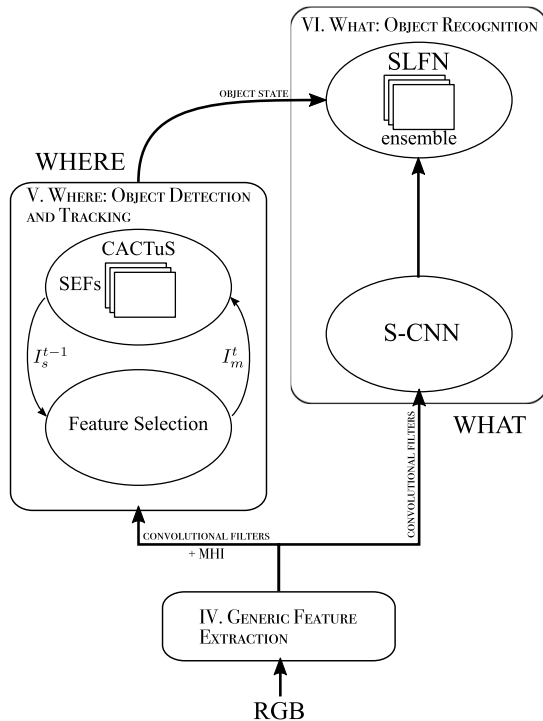 VI. What: Object Recognition
SLFN
ensemble
OBJECT STATE
WHERE
V. Where: Object Detection
and Tracking
CACTuS
SEFs
I_s^{t−1}
I_m^t
Feature Selection
S-CNN
WHAT
CONVOLUTIONAL FILTERS
CONVOLUTIONAL FILTERS
+ MHI
IV. Generic Feature
Extraction
RGB